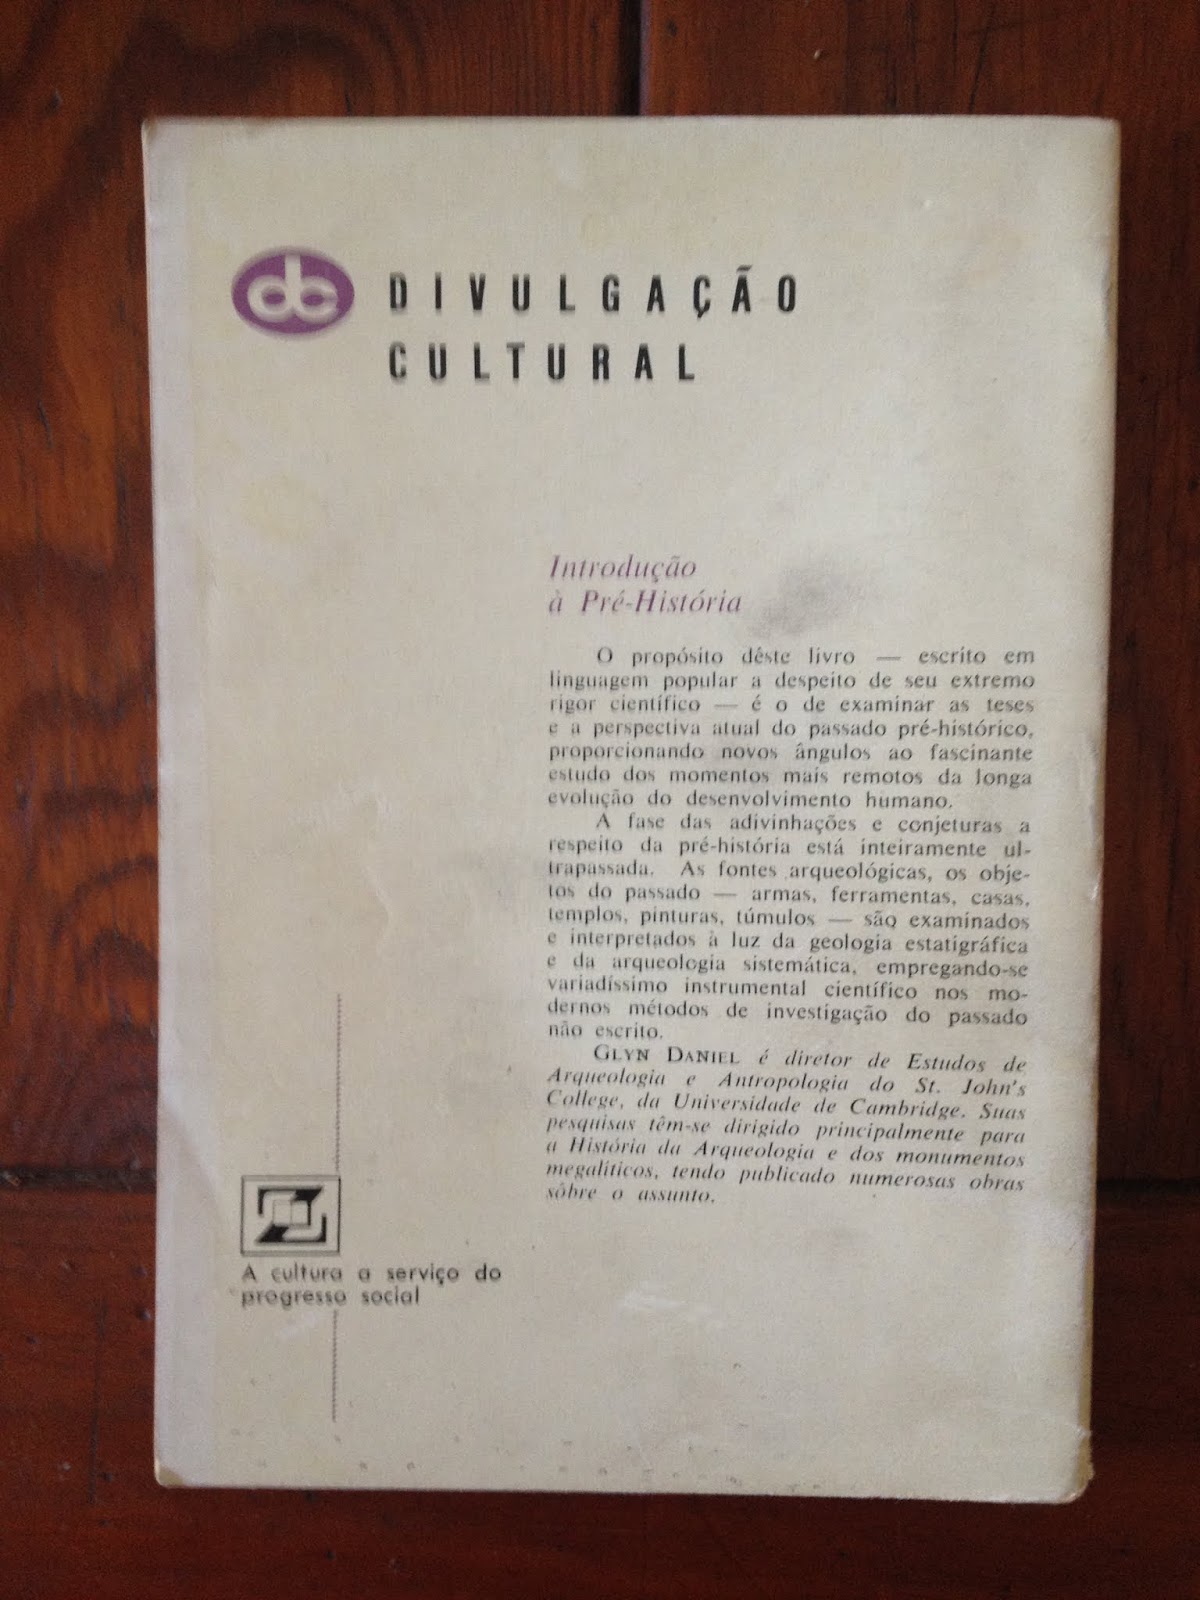 dc
DIVULGAÇÃO
CULTURAL
Introdução
à Pré-História
O propósito dêste livro — escrito em
linguagem popular a despeito de seu extremo
rigor científico — é o de examinar as teses
e a perspectiva atual do passado pré-histórico,
proporcionando novos ângulos ao fascinante
estudo dos momentos mais remotos da longa
evolução do desenvolvimento humano.
A fase das adivinhações e conjeturas a
respeito da pré-história está inteiramente ul-
trapassada. As fontes arqueológicas, os obje-
tos do passado — armas, ferramentas, casas,
templos, pinturas, túmulos — são examinados
e interpretados à luz da geologia estatigráfica
e da arqueologia sistemática, empregando-se
variadíssimo instrumental científico nos mo-
dernos métodos de investigação do passado
não escrito.
GLYN DANIEL é diretor de Estudos de
Arqueologia e Antropologia do St. John's
College, da Universidade de Cambridge. Suas
pesquisas têm-se dirigido principalmente para
a História da Arqueologia e dos monumentos
megalíticos, tendo publicado numerosas obras
sôbre o assunto.
A cultura a serviço do
progresso social